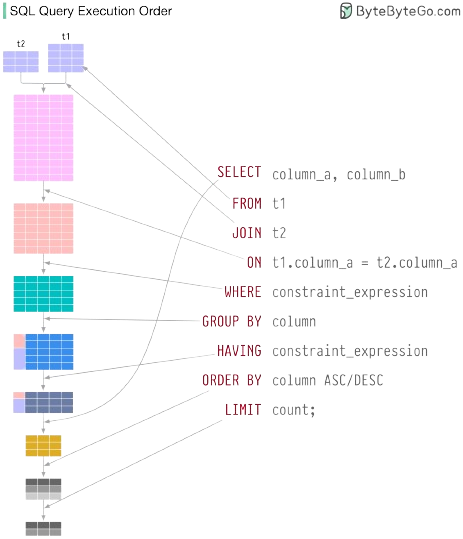 SQL Query Execution Order
ByteByteGo.com
t2
t1
SELECT column_a, column_b
FROM t1
JOIN t2
ON t1.column_a = t2.column_a
WHERE constraint_expression
GROUP BY column
HAVING constraint_expression
ORDER BY column ASC/DESC
LIMIT count;